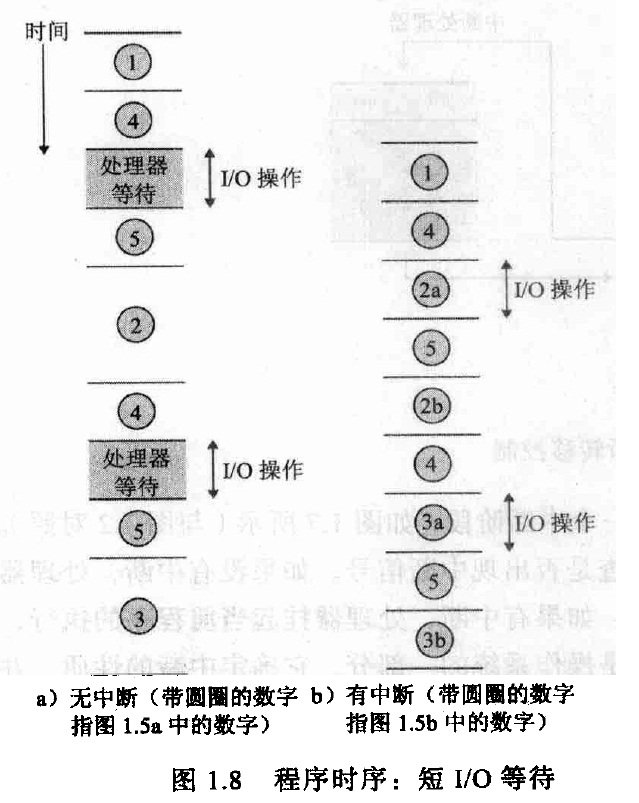 时间
1
4
处理器
等待
I/O 操作
5
2
4
处理器
等待
I/O 操作
5
3
1
4
2a
I/O 操作
5
2b
4
3a
I/O 操作
5
3b
a）无中断（带圆圈的数字
指图 1.5a 中的数字）
b）有中断（带圆圈的数字
指图 1.5b 中的数字）
图 1.8 程序时序：短 I/O 等待